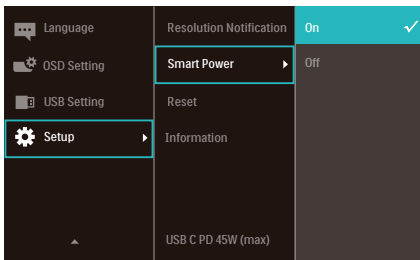 Language
OSD Setting
USB Setting
Setup
Resolution Notification
Smart Power
Reset
Information
USB C PD 45W (max)
On
Off